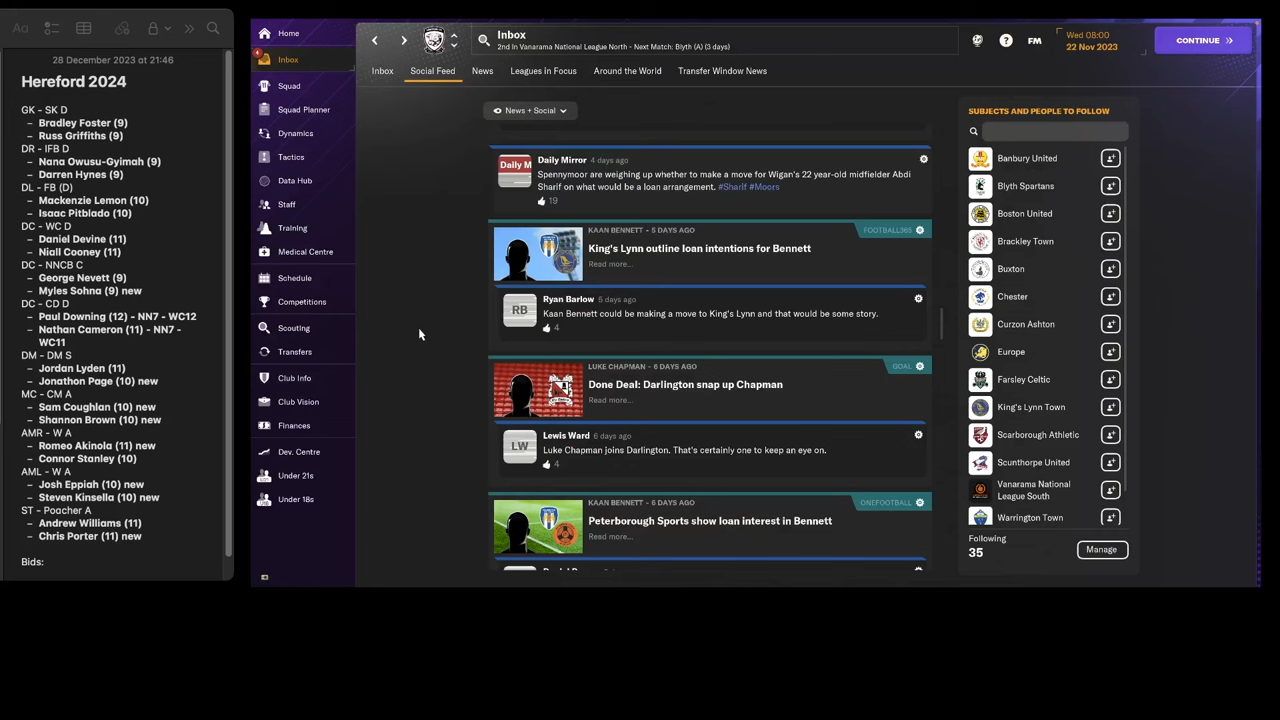 Aa
28 December 2023 at 21:46
Hereford 2024
GK - SK D
– Bradley Foster (9)
– Russ Griffiths (9)
DR - IFB D
– Nana Owusu-Gyimah (9)
– Darren Hynes (9)
DL - FB (D)
– Mackenzie Lemon (10)
– Isaac Pitblado (10)
DC - WC D
– Daniel Devine (11)
– Niall Cooney (11)
DC - NNCB C
– George Nevett (9)
– Myles Sohna (9) new
DC - CD D
– Paul Downing (12) - NN7 - WC12
– Nathan Cameron (11) - NN7 -
WC11
DM - DM S
– Jordan Lyden (11)
– Jonathon Page (10) new
MC - CM A
– Sam Coughlan (10) new
– Shannon Brown (10) new
AMR - W A
– Romeo Akinola (11) new
– Connor Stanley (10)
AML - W A
– Josh Eppiah (10) new
– Steven Kinsella (10) new
ST - Poacher A
– Andrew Williams (11)
– Chris Porter (11) new
Bids:
Home
4
Inbox
Squad
Squad Planner
Dynamics
Tactics
Data Hub
Staff
Training
Medical Centre
Schedule
Competitions
Scouting
Transfers
Club Info
Club Vision
Finances
Dev. Centre
Under 21s
Under 18s
Inbox
2nd in Vanarama National League North - Next Match: Blyth (A) (3 days)
FM
Wed 08:00
22 Nov 2023
CONTINUE
Inbox
Social Feed
News
Leagues in Focus
Around the World
Transfer Window News
News + Social
Daily M
Daily Mirror 4 days ago
Spennymoor are weighing up whether to make a move for Wigan's 22 year-old midfielder Abdi
Sharif on what would be a loan arrangement. #Sharif #Moors
19
KAAN BENNETT - 5 DAYS AGO
FOOTBALL365
King's Lynn outline loan intentions for Bennett
Read more...
RB
Ryan Barlow 5 days ago
Kaan Bennett could be making a move to King's Lynn and that would be some story.
4
LUKE CHAPMAN - 6 DAYS AGO
GOAL
Done Deal: Darlington snap up Chapman
Read more...
LW
Lewis Ward 6 days ago
Luke Chapman joins Darlington. That's certainly one to keep an eye on.
4
KAAN BENNETT - 6 DAYS AGO
ONEFOOTBALL
Peterborough Sports show loan interest in Bennett
Read more...
SUBJECTS AND PEOPLE TO FOLLOW
Banbury United
Blyth Spartans
Boston United
Brackley Town
Buxton
Chester
Curzon Ashton
Europe
Farsley Celtic
King's Lynn Town
Scarborough Athletic
Scunthorpe United
Vanarama National
League South
Warrington Town
Following
35
Manage